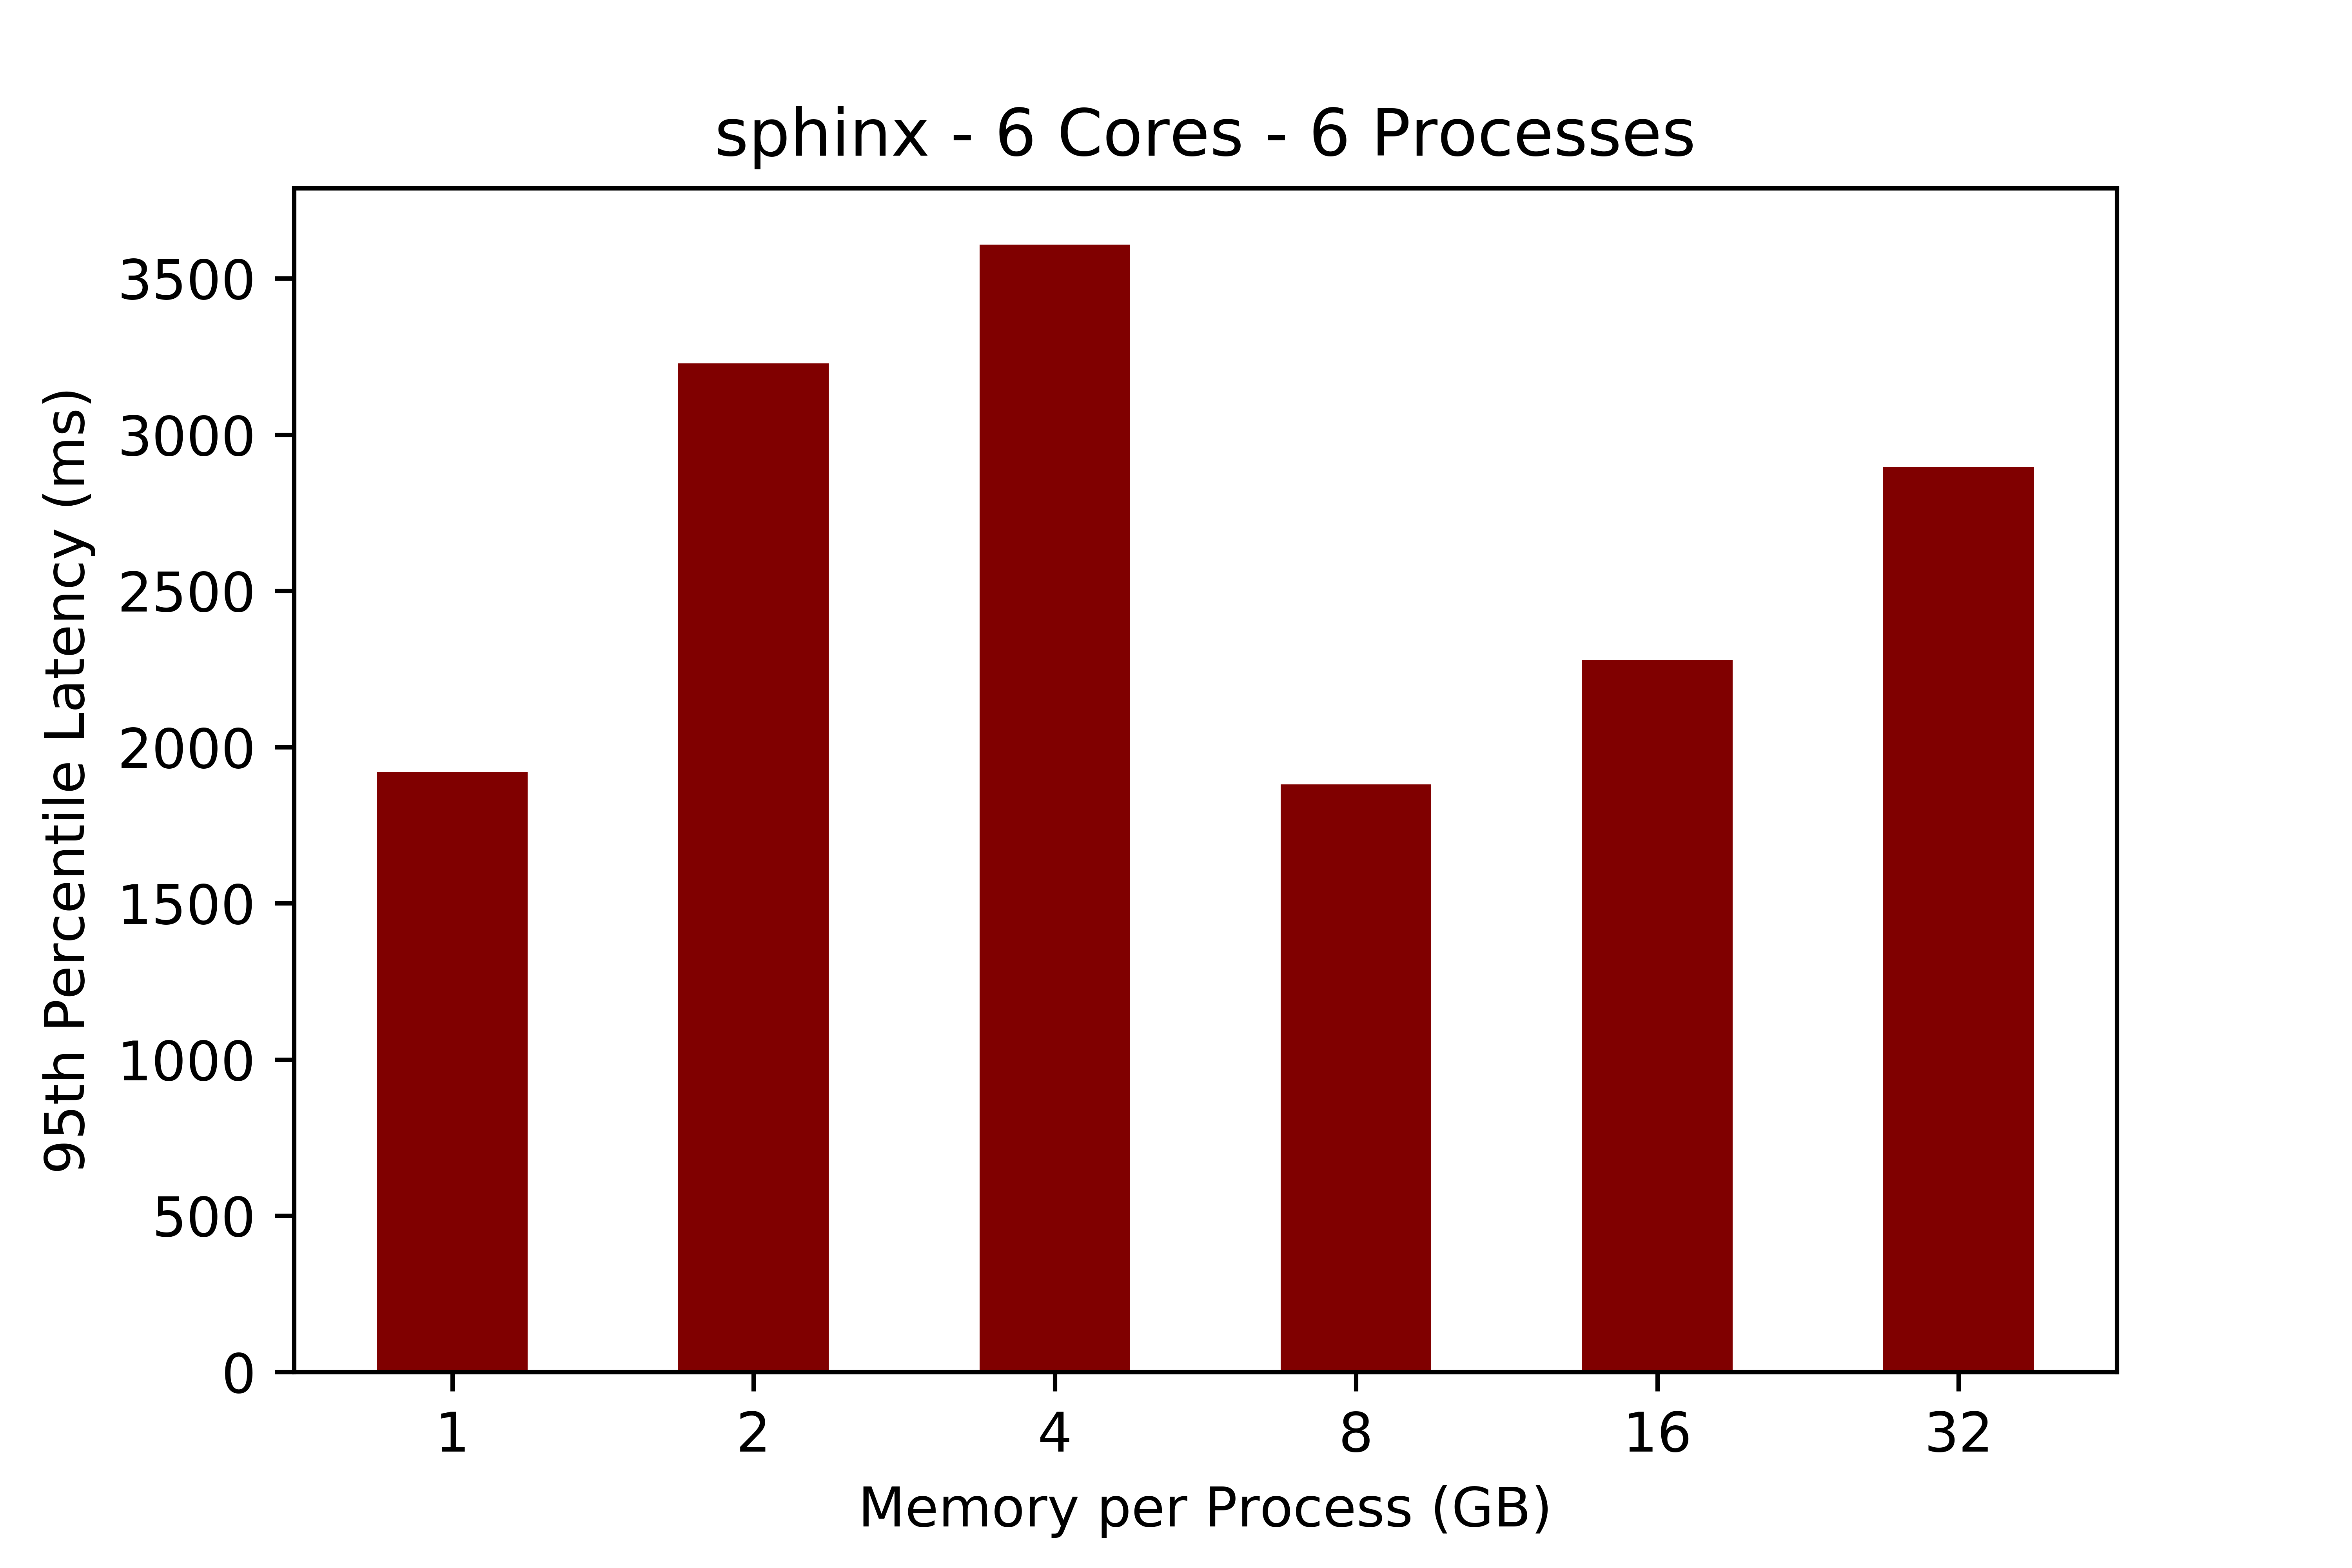 sphinx - 6 Cores - 6 Processes
95th Percentile Latency (ms)
3500
3000
2500
2000
1500
1000
500
0
1 2 4 8 16 32
Memory per Process (GB)